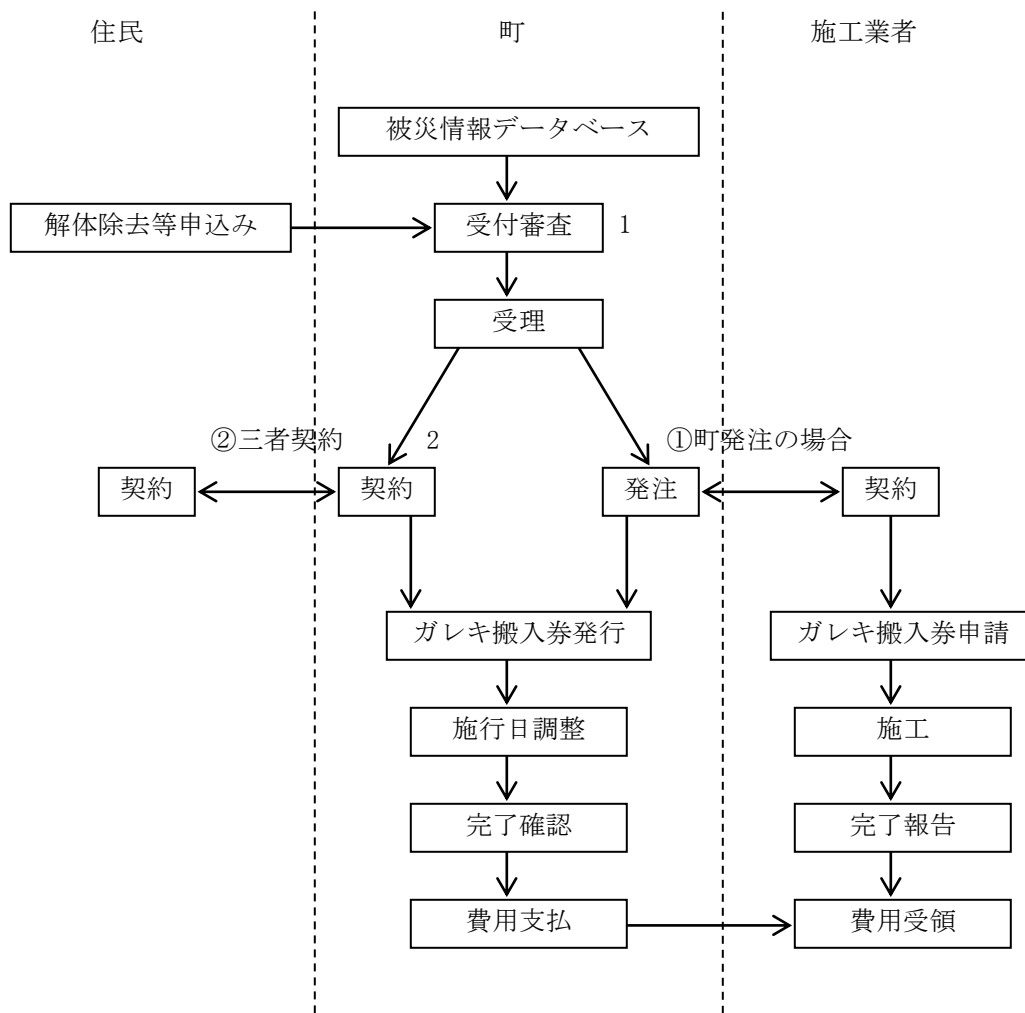 住民
町
施工業者
被災情報データベース
解体除去等申込み
受付審査
1
受理
②三者契約
2
①町発注の場合
契約
契約
発注
契約
ガレキ搬入券発行
ガレキ搬入券申請
施行日調整
施工
完了確認
完了報告
費用支払
費用受領